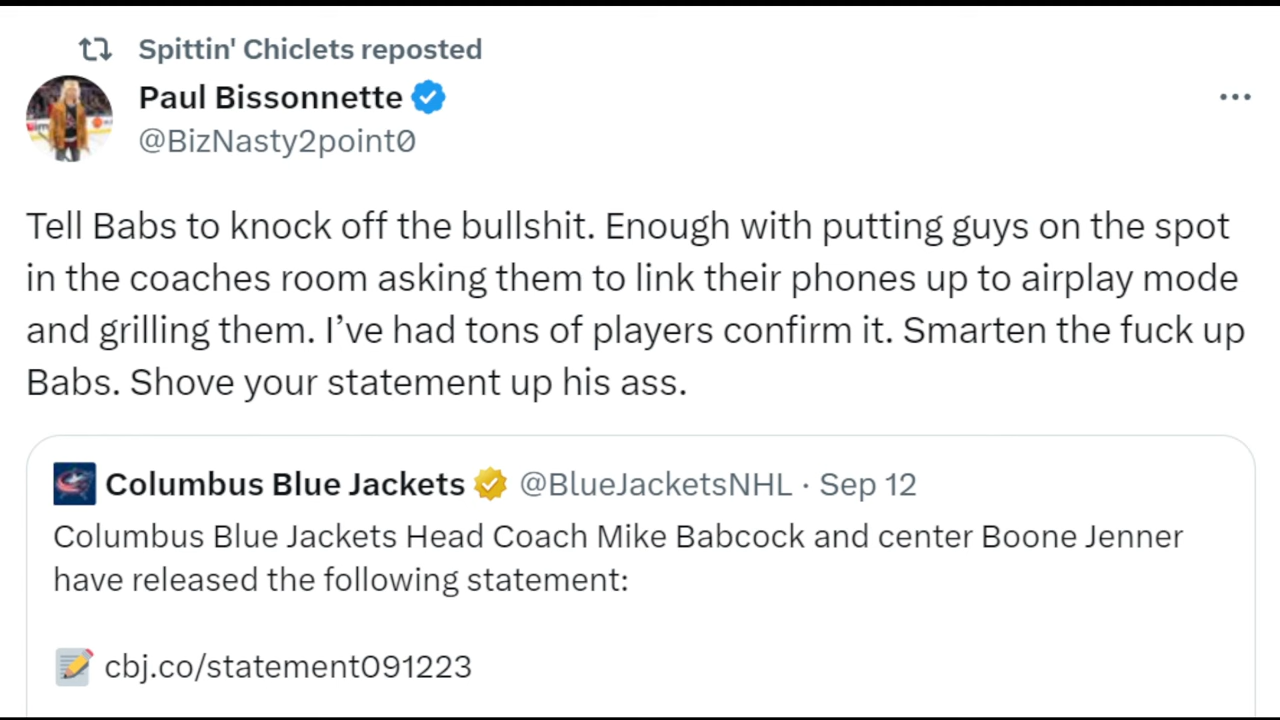 Spittin' Chiclets reposted
Paul Bissonnette
@BizNasty2point0
Tell Babs to knock off the bullshit. Enough with putting guys on the spot
in the coaches room asking them to link their phones up to airplay mode
and grilling them. I’ve had tons of players confirm it. Smarten the fuck up
Babs. Shove your statement up his ass.
Columbus Blue Jackets @BlueJacketsNHL · Sep 12
Columbus Blue Jackets Head Coach Mike Babcock and center Boone Jenner
have released the following statement:
📝 cbj.co/statement091223